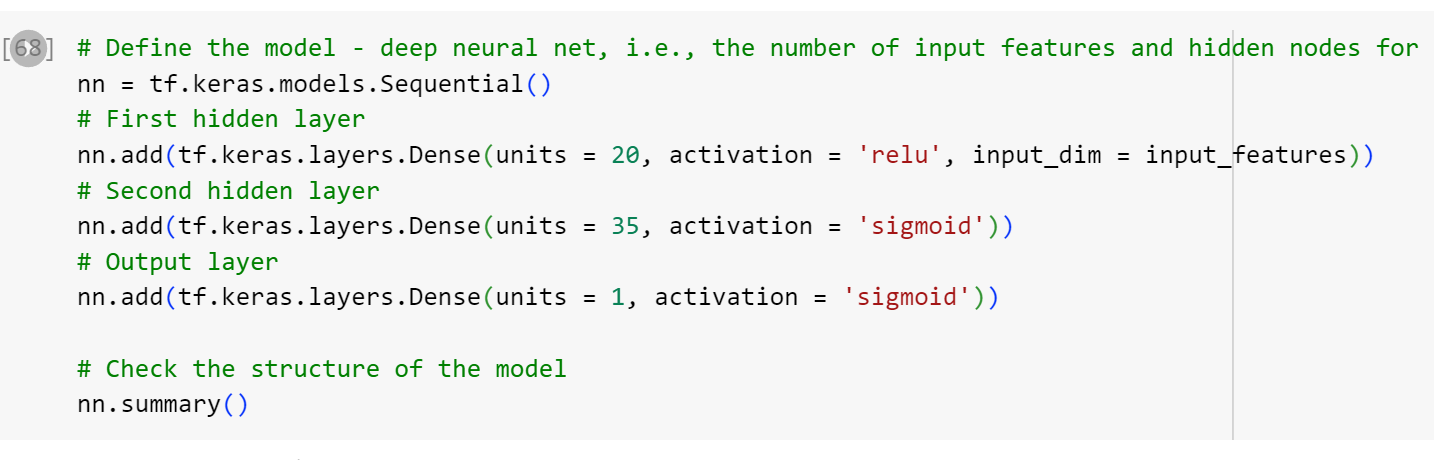 [68] # Define the model - deep neural net, i.e., the number of input features and hidden nodes for
nn = tf.keras.models.Sequential()
# First hidden layer
nn.add(tf.keras.layers.Dense(units = 20, activation = 'relu', input_dim = input_features))
# Second hidden layer
nn.add(tf.keras.layers.Dense(units = 35, activation = 'sigmoid'))
# Output layer
nn.add(tf.keras.layers.Dense(units = 1, activation = 'sigmoid'))
# Check the structure of the model
nn.summary()